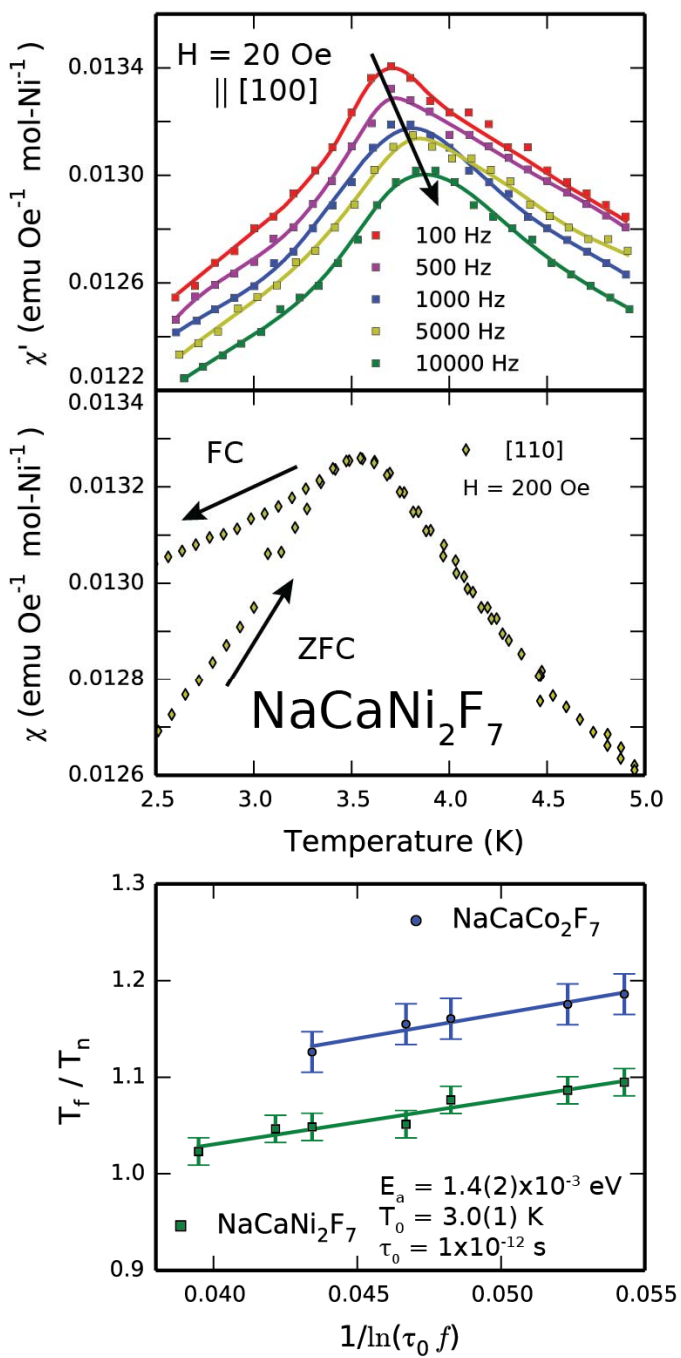 H = 20 Oe
|| [100]
χ' (emu Oe⁻¹ mol-Ni⁻¹)
0.0134
0.0130
0.0126
0.0122
100 Hz
500 Hz
1000 Hz
5000 Hz
10000 Hz
χ (emu Oe⁻¹ mol-Ni⁻¹)
0.0134
0.0132
0.0130
0.0128
0.0126
FC
[110]
H = 200 Oe
ZFC
NaCaNi₂F₇
2.5 3.0 3.5 4.0 4.5 5.0
Temperature (K)
T_f / T_n
1.3
1.2
1.1
1.0
0.9
NaCaCo₂F₇
E_a = 1.4(2)x10⁻³ eV
T₀ = 3.0(1) K
τ₀ = 1x10⁻¹² s
NaCaNi₂F₇
0.040 0.045 0.050 0.055
1/ln(τ₀ f)